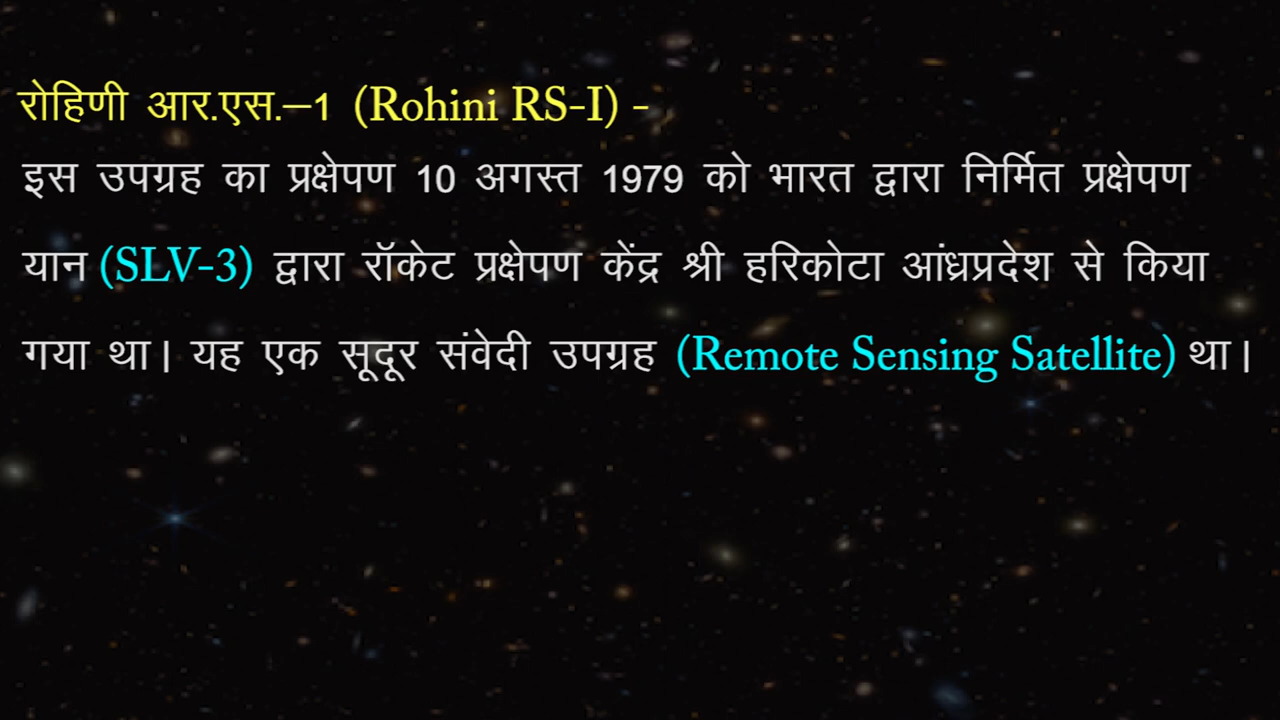 रोहिणी आर.एस.–1 (Rohini RS-I) -
इस उपग्रह का प्रक्षेपण 10 अगस्त 1979 को भारत द्वारा निर्मित प्रक्षेपण
यान (SLV-3) द्वारा रॉकेट प्रक्षेपण केंद्र श्री हरिकोटा आंध्रप्रदेश से किया
गया था। यह एक सूदूर संवेदी उपग्रह (Remote Sensing Satellite) था।